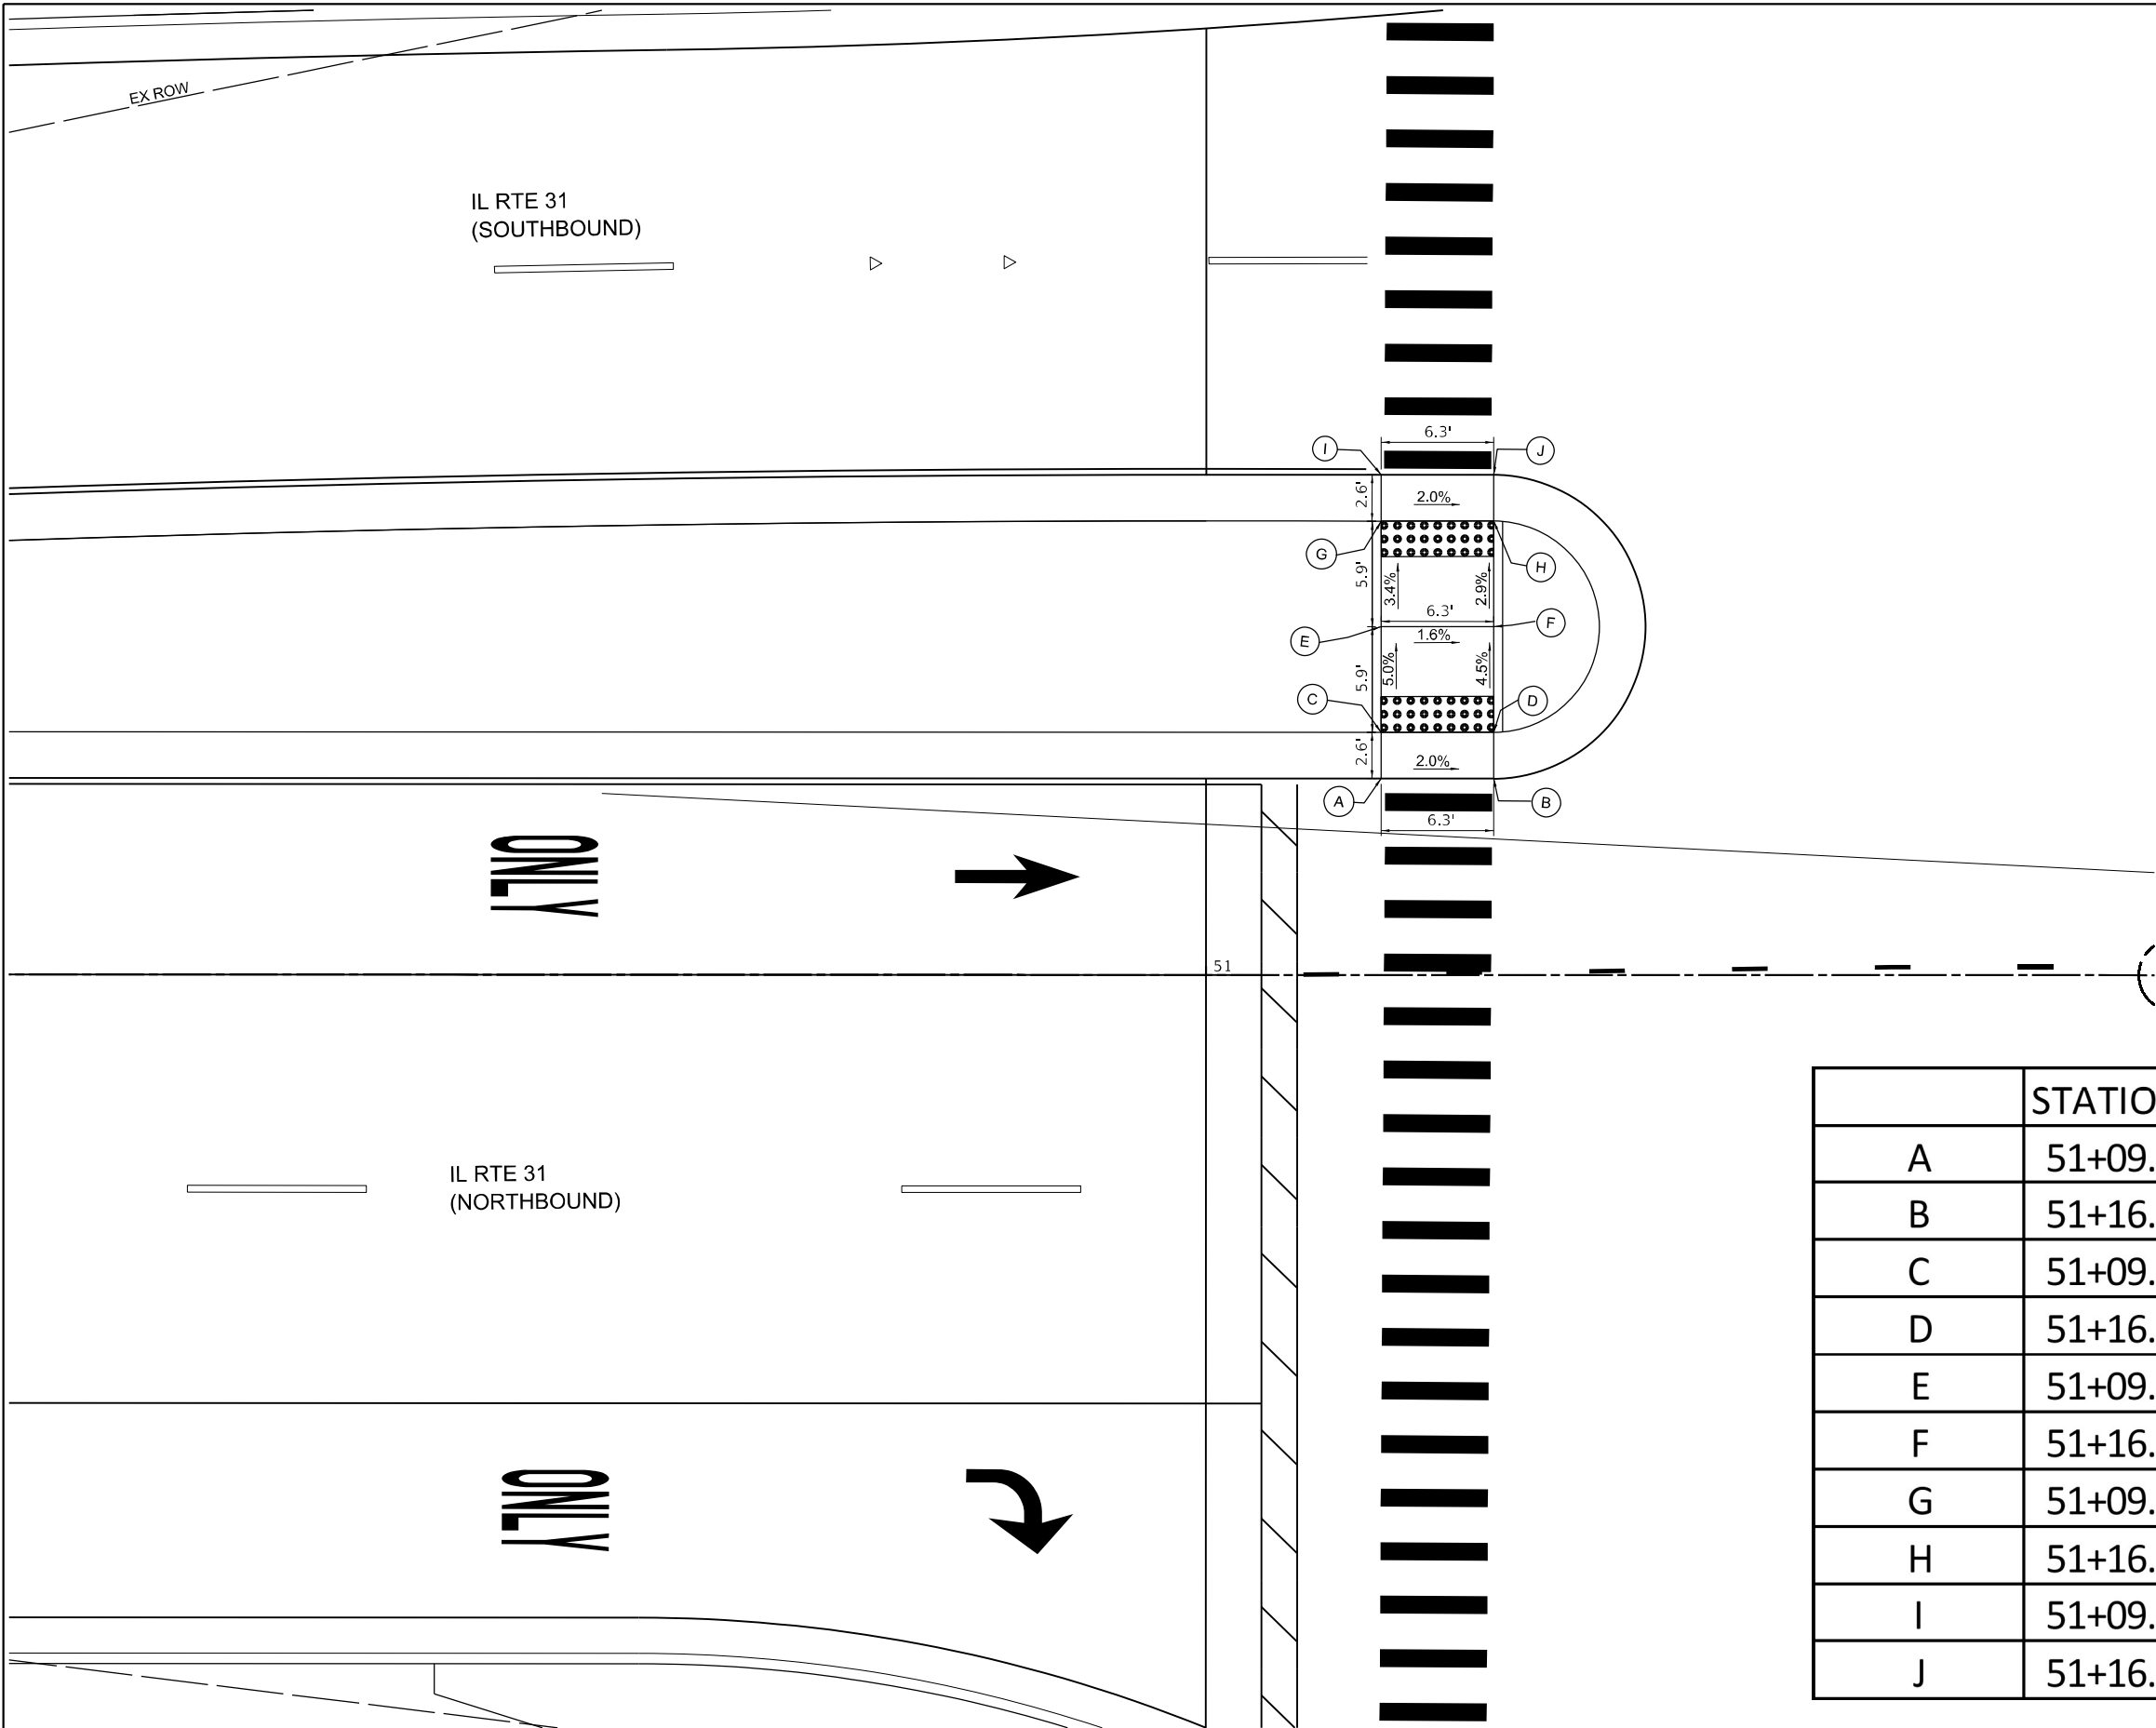 EX ROW
IL RTE 31
(SOUTHBOUND)
6.3'
I
J
2.6'
2.0%
G
H
5.9'
3.4%
2.9%
6.3'
F
E
1.6%
5.9'
5.0%
4.5%
C
D
2.6'
2.0%
A
B
6.3'
ONLY
51
IL RTE 31
(NORTHBOUND)
ONLY
STATIO
A 51+09.
B 51+16.
C 51+09.
D 51+16.
E 51+09.
F 51+16.
G 51+09.
H 51+16.
I 51+09.
J 51+16.